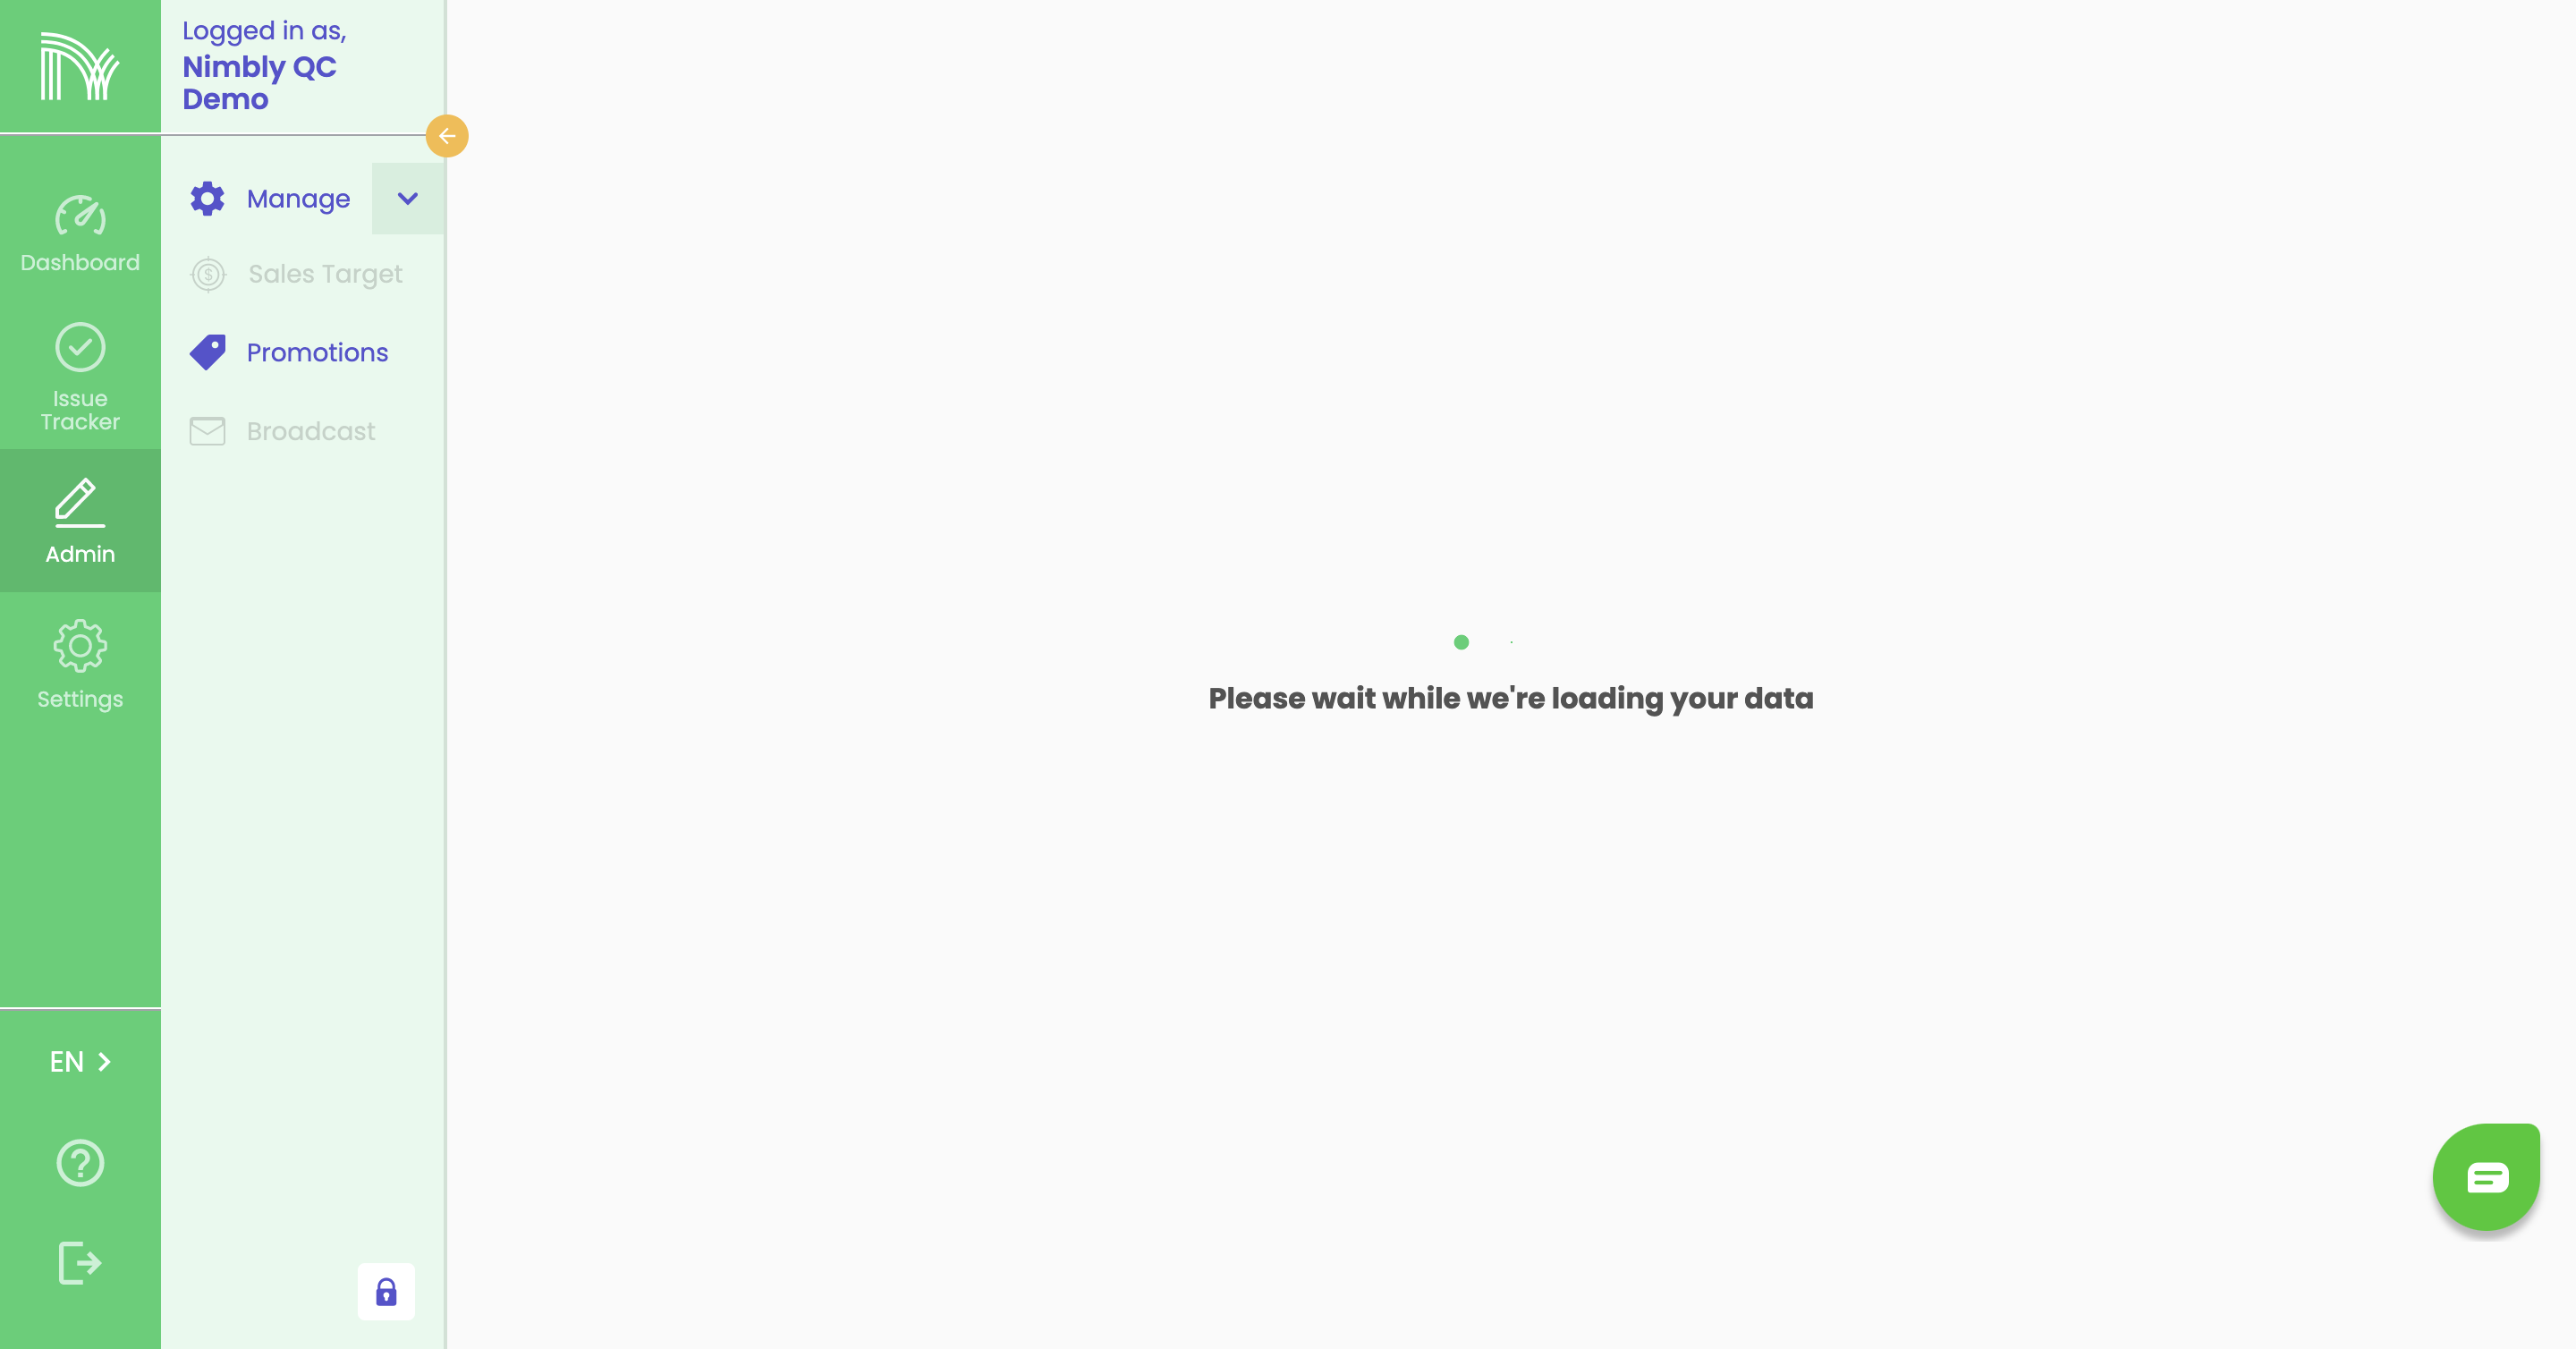 Logged in as,
Nimbly QC
Demo
Dashboard
Issue
Tracker
Admin
Settings
EN
Manage
Sales Target
Promotions
Broadcast
Please wait while we're loading your data